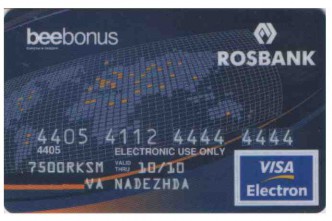 beebonus
ROSBANK
4405 4112 4444 4444
4405
ELECTRONIC USE ONLY
7500RKSM VALID THRU 10/10
VA NADEZHDA
VISA
Electron